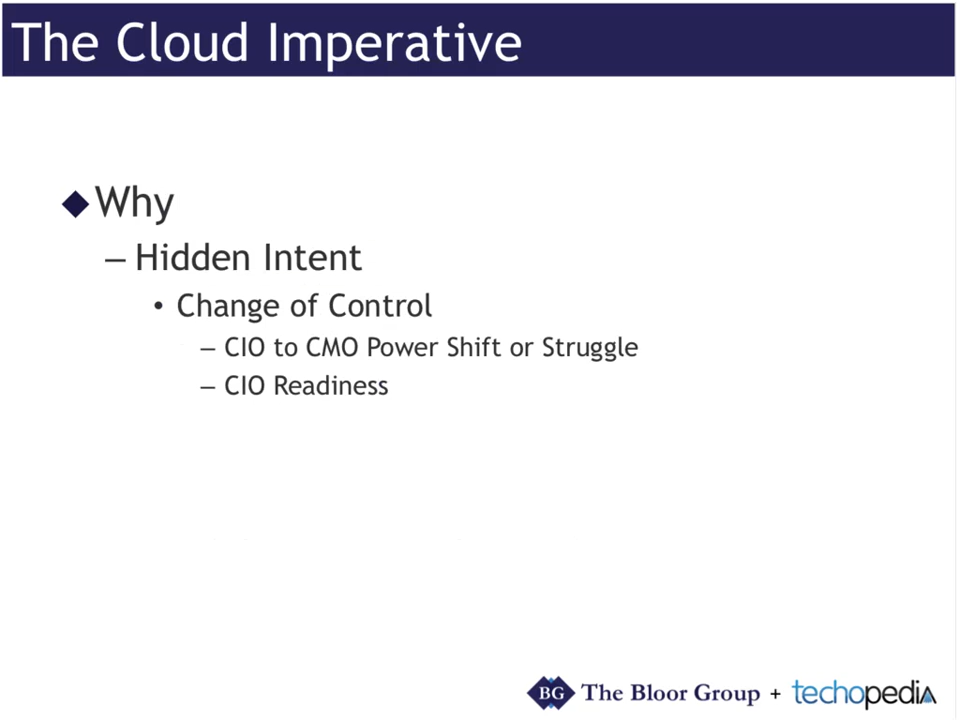 The Cloud Imperative
Why
– Hidden Intent
• Change of Control
– CIO to CMO Power Shift or Struggle
– CIO Readiness
BG The Bloor Group + techopedia